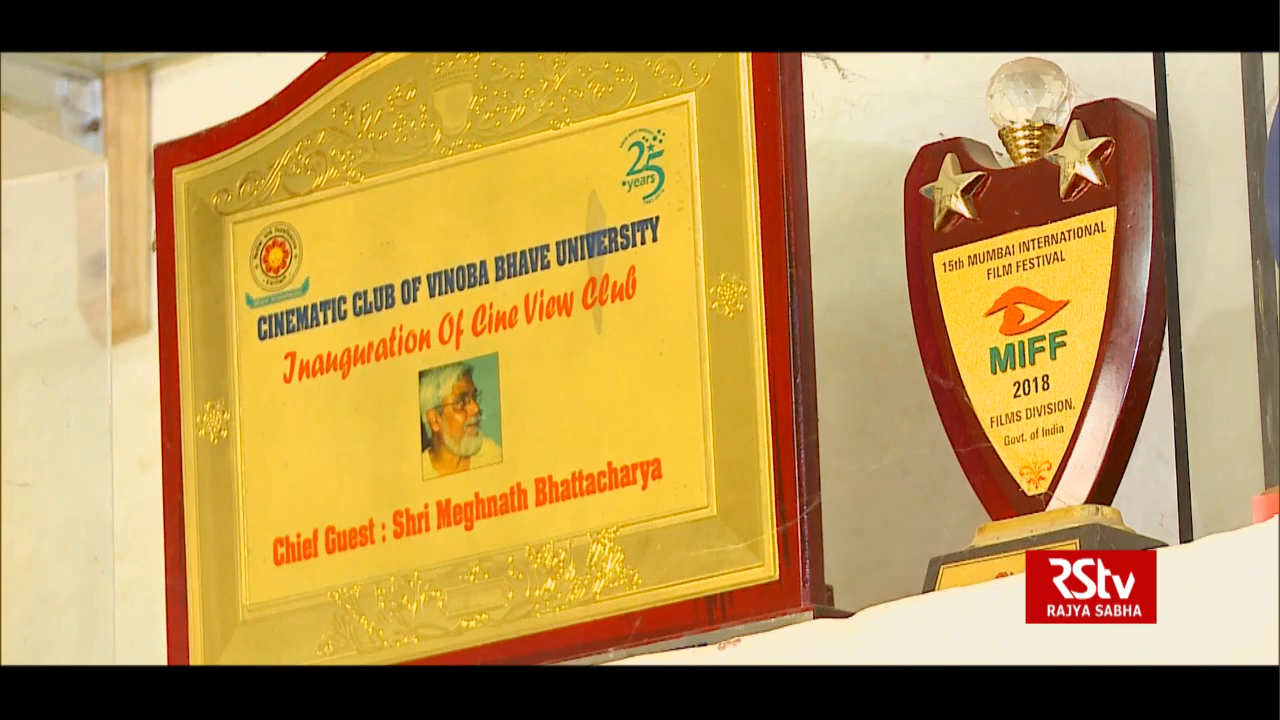 25
years
CINEMATIC CLUB OF VINOBA BHAVE UNIVERSITY
Inauguration Of Cine View Club
Chief Guest : Shri Meghnath Bhattacharya
15th MUMBAI INTERNATIONAL
FILM FESTIVAL
MIFF
2018
FILMS DIVISION,
Govt. of India
RSTV
RAJYA SABHA